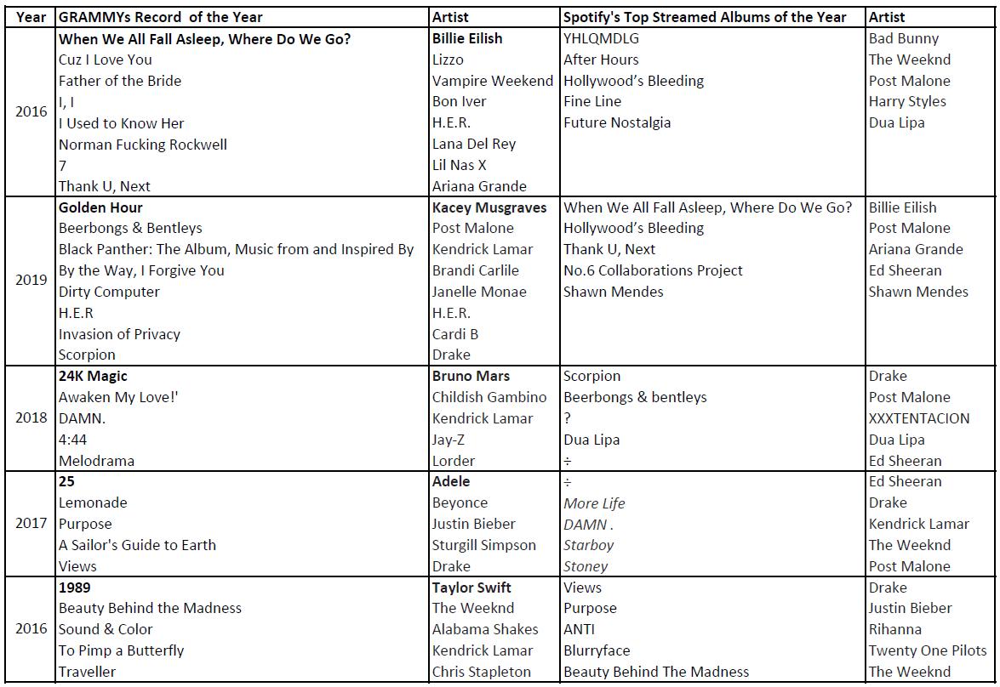 Year GRAMMYs Record of the Year Artist Spotify's Top Streamed Albums of the Year Artist
When We All Fall Asleep, Where Do We Go? Billie Eilish YHLQMDLG Bad Bunny
Cuz I Love You Lizzo After Hours The Weeknd
Father of the Bride Vampire Weekend Hollywood’s Bleeding Post Malone
2016 I, I Bon Iver Fine Line Harry Styles
I Used to Know Her H.E.R. Future Nostalgia Dua Lipa
Norman Fucking Rockwell Lana Del Rey
7 Lil Nas X
Thank U, Next Ariana Grande
Golden Hour Kacey Musgraves When We All Fall Asleep, Where Do We Go? Billie Eilish
Beerbongs & Bentleys Post Malone Hollywood’s Bleeding Post Malone
Black Panther: The Album, Music from and Inspired By Kendrick Lamar Thank U, Next Ariana Grande
2019 By the Way, I Forgive You Brandi Carlile No.6 Collaborations Project Ed Sheeran
Dirty Computer Janelle Monae Shawn Mendes Shawn Mendes
H.E.R H.E.R.
Invasion of Privacy Cardi B
Scorpion Drake
24K Magic Bruno Mars Scorpion Drake
Awaken My Love!' Childish Gambino Beerbongs & bentleys Post Malone
2018 DAMN. Kendrick Lamar ? XXXTENTACION
4:44 Jay-Z Dua Lipa Dua Lipa
Melodrama Lorder ÷ Ed Sheeran
25 Adele ÷ Ed Sheeran
Lemonade Beyonce More Life Drake
2017 Purpose Justin Bieber DAMN . Kendrick Lamar
A Sailor's Guide to Earth Sturgill Simpson Starboy The Weeknd
Views Drake Stoney Post Malone
1989 Taylor Swift Views Drake
Beauty Behind the Madness The Weeknd Purpose Justin Bieber
2016 Sound & Color Alabama Shakes ANTI Rihanna
To Pimp a Butterfly Kendrick Lamar Blurryface Twenty One Pilots
Traveller Chris Stapleton Beauty Behind The Madness The Weeknd